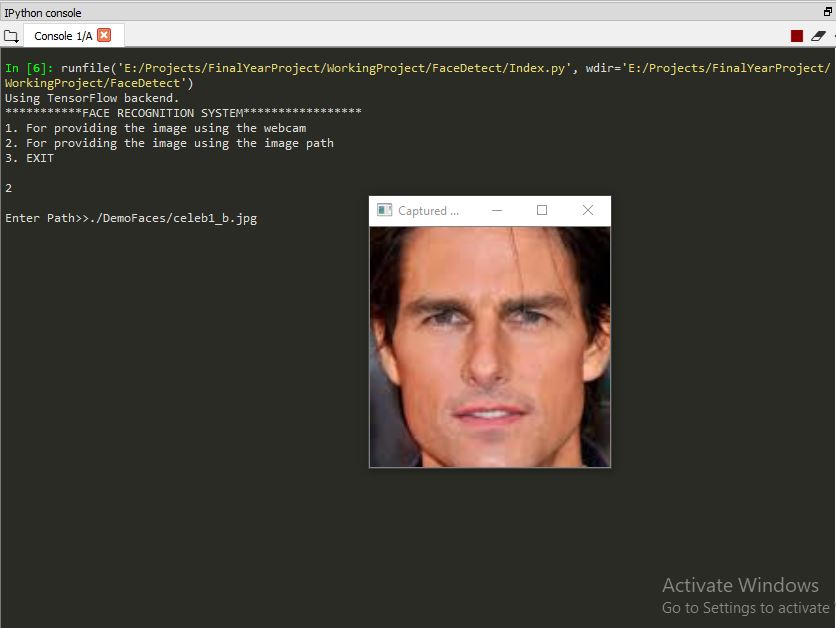 IPython console
Console 1/A
In [6]: runfile('E:/Projects/FinalYearProject/WorkingProject/FaceDetect/Index.py', wdir='E:/Projects/FinalYearProject/
WorkingProject/FaceDetect')
Using TensorFlow backend.
***********FACE RECOGNITION SYSTEM*****************
1. For providing the image using the webcam
2. For providing the image using the image path
3. EXIT
2
Enter Path>>./DemoFaces/celeb1_b.jpg
Captured ...
Activate Windows
Go to Settings to activate